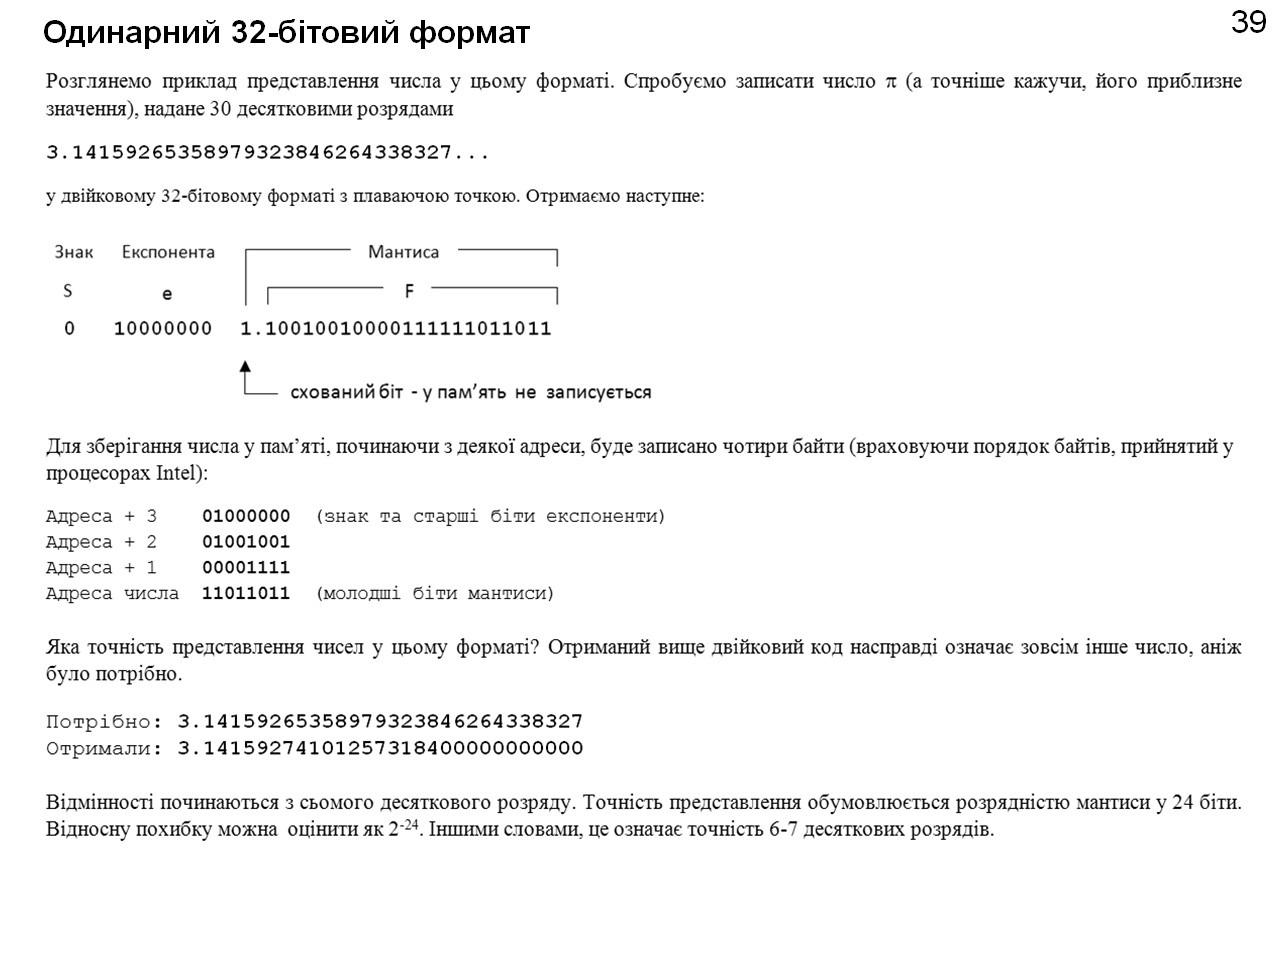 39
Одинарний 32-бітовий формат
Розглянемо приклад представлення числа у цьому форматі. Спробуємо записати число π (а точніше кажучи, його приблизне
значення), надане 30 десятковими розрядами
3.14159265358979323846264338327...
у двійковому 32-бітовому форматі з плаваючою точкою. Отримаємо наступне:
Знак Експонента Мантиса
S e F
0 10000000 1.10010010000111111011011
схований біт - у пам’ять не записується
Для зберігання числа у пам’яті, починаючи з деякої адреси, буде записано чотири байти (враховуючи порядок байтів, прийнятий у
процесорах Intel):
Адреса + 3 01000000 (знак та старші біти експоненти)
Адреса + 2 01001001
Адреса + 1 00001111
Адреса числа 11011011 (молодші біти мантиси)
Яка точність представлення чисел у цьому форматі? Отриманий вище двійковий код насправді означає зовсім інше число, аніж
було потрібно.
Потрібно: 3.14159265358979323846264338327
Отримали: 3.14159274101257318400000000000
Відмінності починаються з сьомого десяткового розряду. Точність представлення обумовлюється розрядністю мантиси у 24 біти.
Відносну похибку можна оцінити як 2⁻²⁴. Іншими словами, це означає точність 6-7 десяткових розрядів.